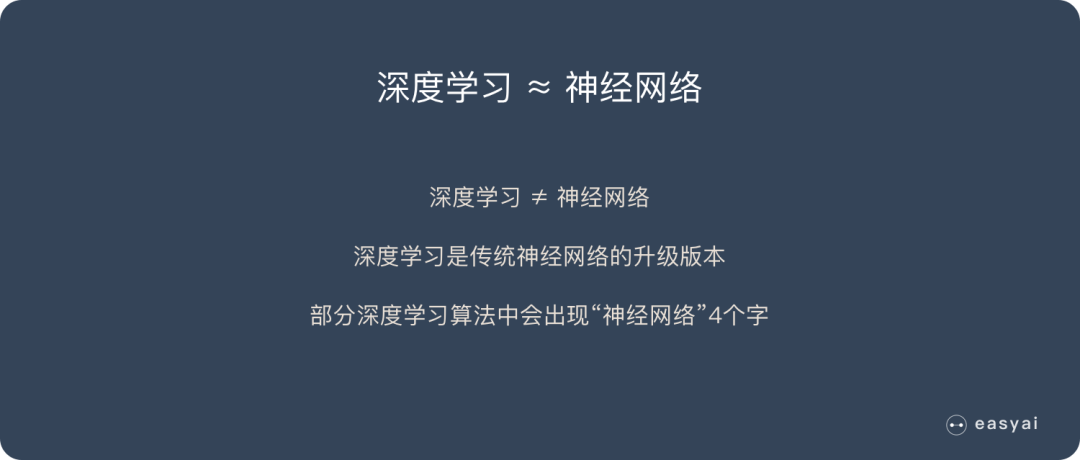 深度学习 ≈ 神经网络
深度学习 ≠ 神经网络
深度学习是传统神经网络的升级版本
部分深度学习算法中会出现“神经网络”4个字
easyai